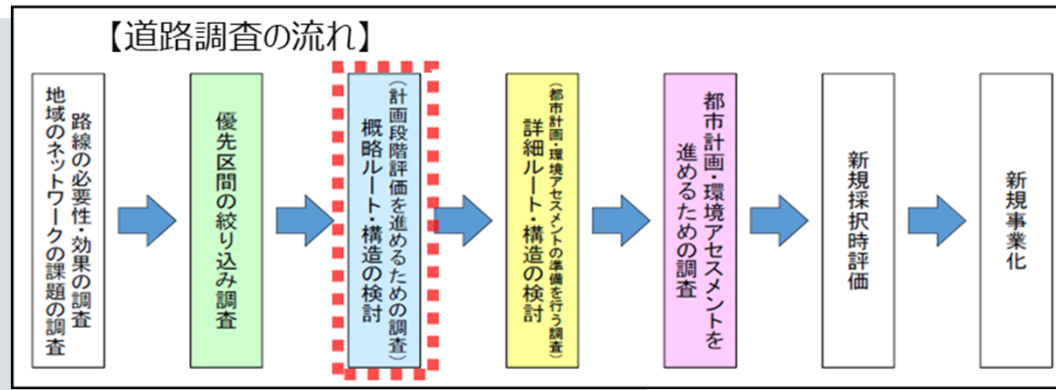 【道路調査の流れ】
路線の必要性・効果の調査
地域のネットワークの課題の調査
優先区間の絞り込み調査
(計画段階評価を進めるための調査)
概略ルート・構造の検討
(都市計画・環境アセスメントの準備を行う調査)
詳細ルート・構造の検討
都市計画・環境アセスメントを
進めるための調査
新規採択時評価
新規事業化